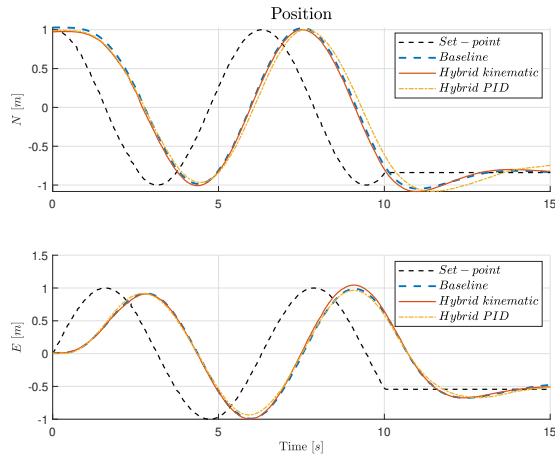 Position
N [m]
1
0.5
0
-0.5
-1
0
5
10
15
Set − point
Baseline
Hybrid kinematic
Hybrid PID
E [m]
1.5
1
0.5
0
-0.5
-1
0
5
10
15
Time [s]
Set − point
Baseline
Hybrid kinematic
Hybrid PID